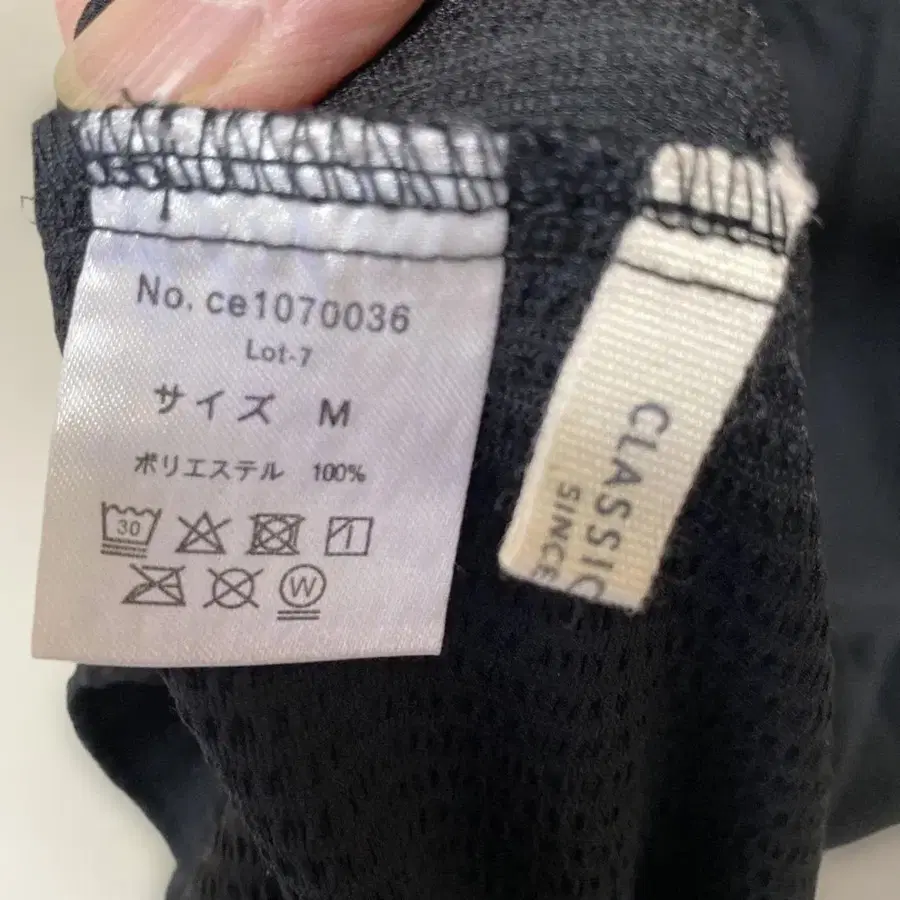 No. ce1070036
Lot-7
サイズ M
ポリエステル 100%
30
W
CLASSIC
SINCE